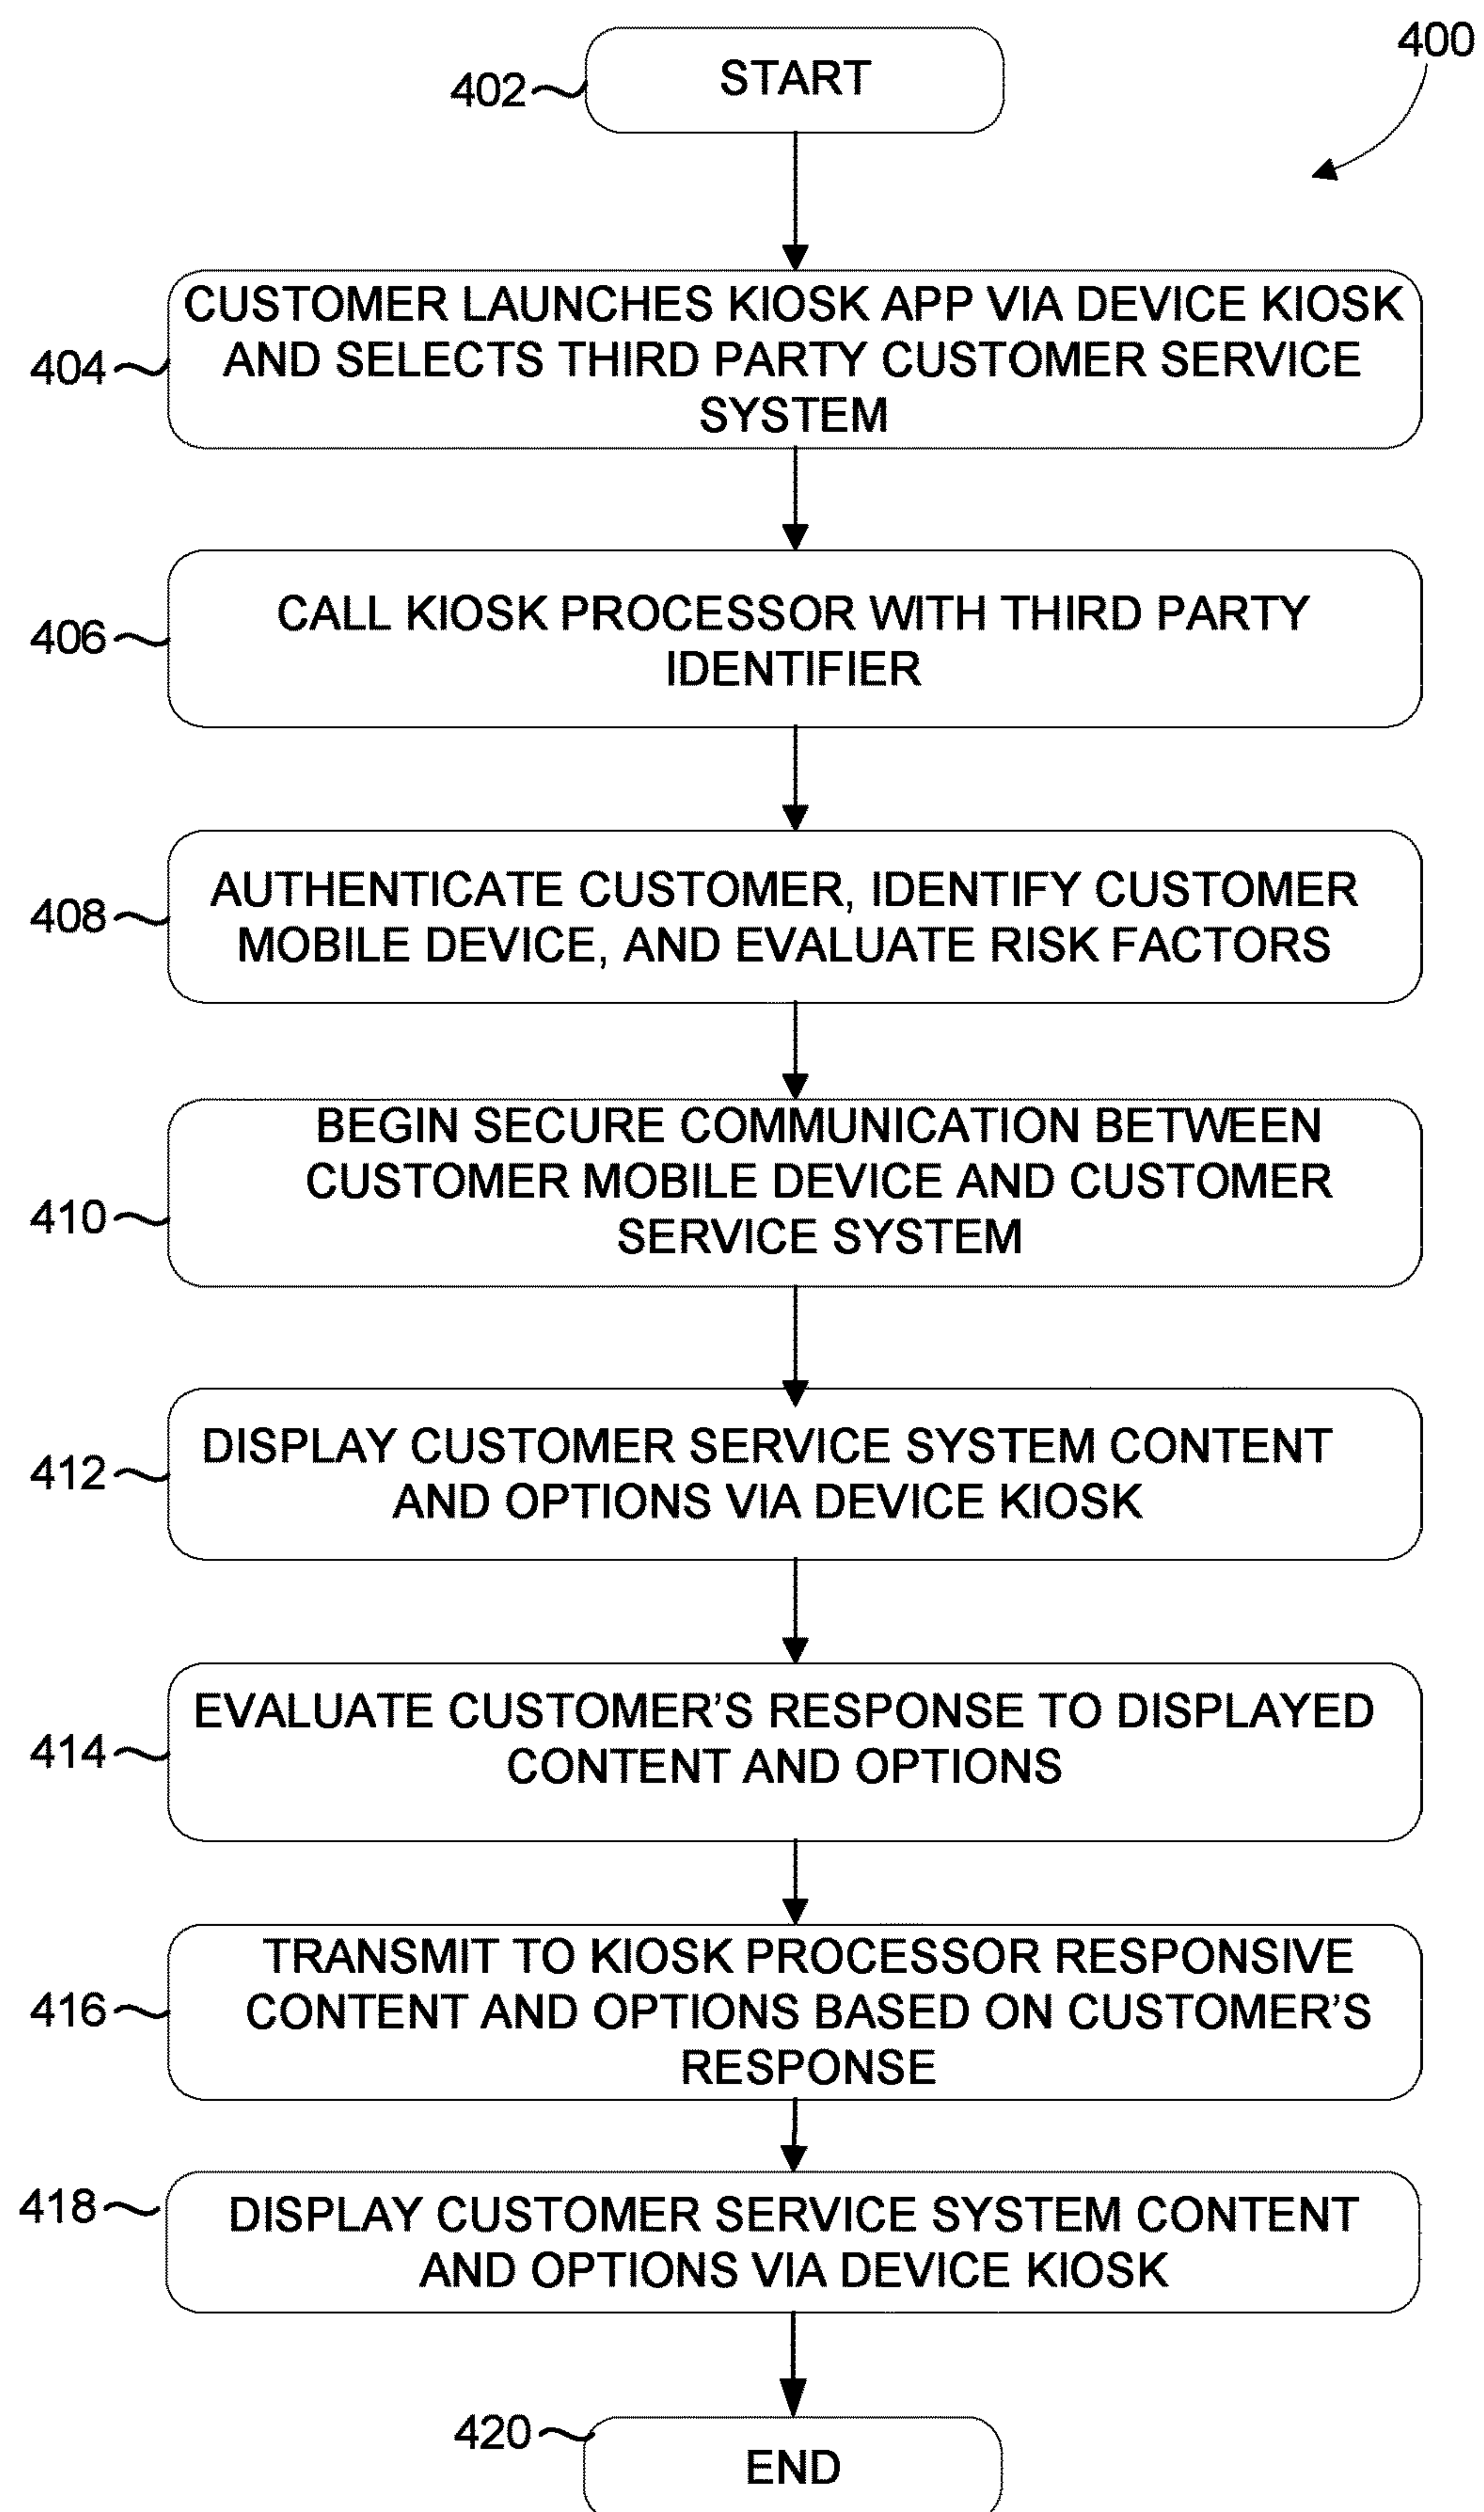 400
402
START
404
CUSTOMER LAUNCHES KIOSK APP VIA DEVICE KIOSK
AND SELECTS THIRD PARTY CUSTOMER SERVICE
SYSTEM
406
CALL KIOSK PROCESSOR WITH THIRD PARTY
IDENTIFIER
408
AUTHENTICATE CUSTOMER, IDENTIFY CUSTOMER
MOBILE DEVICE, AND EVALUATE RISK FACTORS
410
BEGIN SECURE COMMUNICATION BETWEEN
CUSTOMER MOBILE DEVICE AND CUSTOMER
SERVICE SYSTEM
412
DISPLAY CUSTOMER SERVICE SYSTEM CONTENT
AND OPTIONS VIA DEVICE KIOSK
414
EVALUATE CUSTOMER’S RESPONSE TO DISPLAYED
CONTENT AND OPTIONS
416
TRANSMIT TO KIOSK PROCESSOR RESPONSIVE
CONTENT AND OPTIONS BASED ON CUSTOMER’S
RESPONSE
418
DISPLAY CUSTOMER SERVICE SYSTEM CONTENT
AND OPTIONS VIA DEVICE KIOSK
420
END